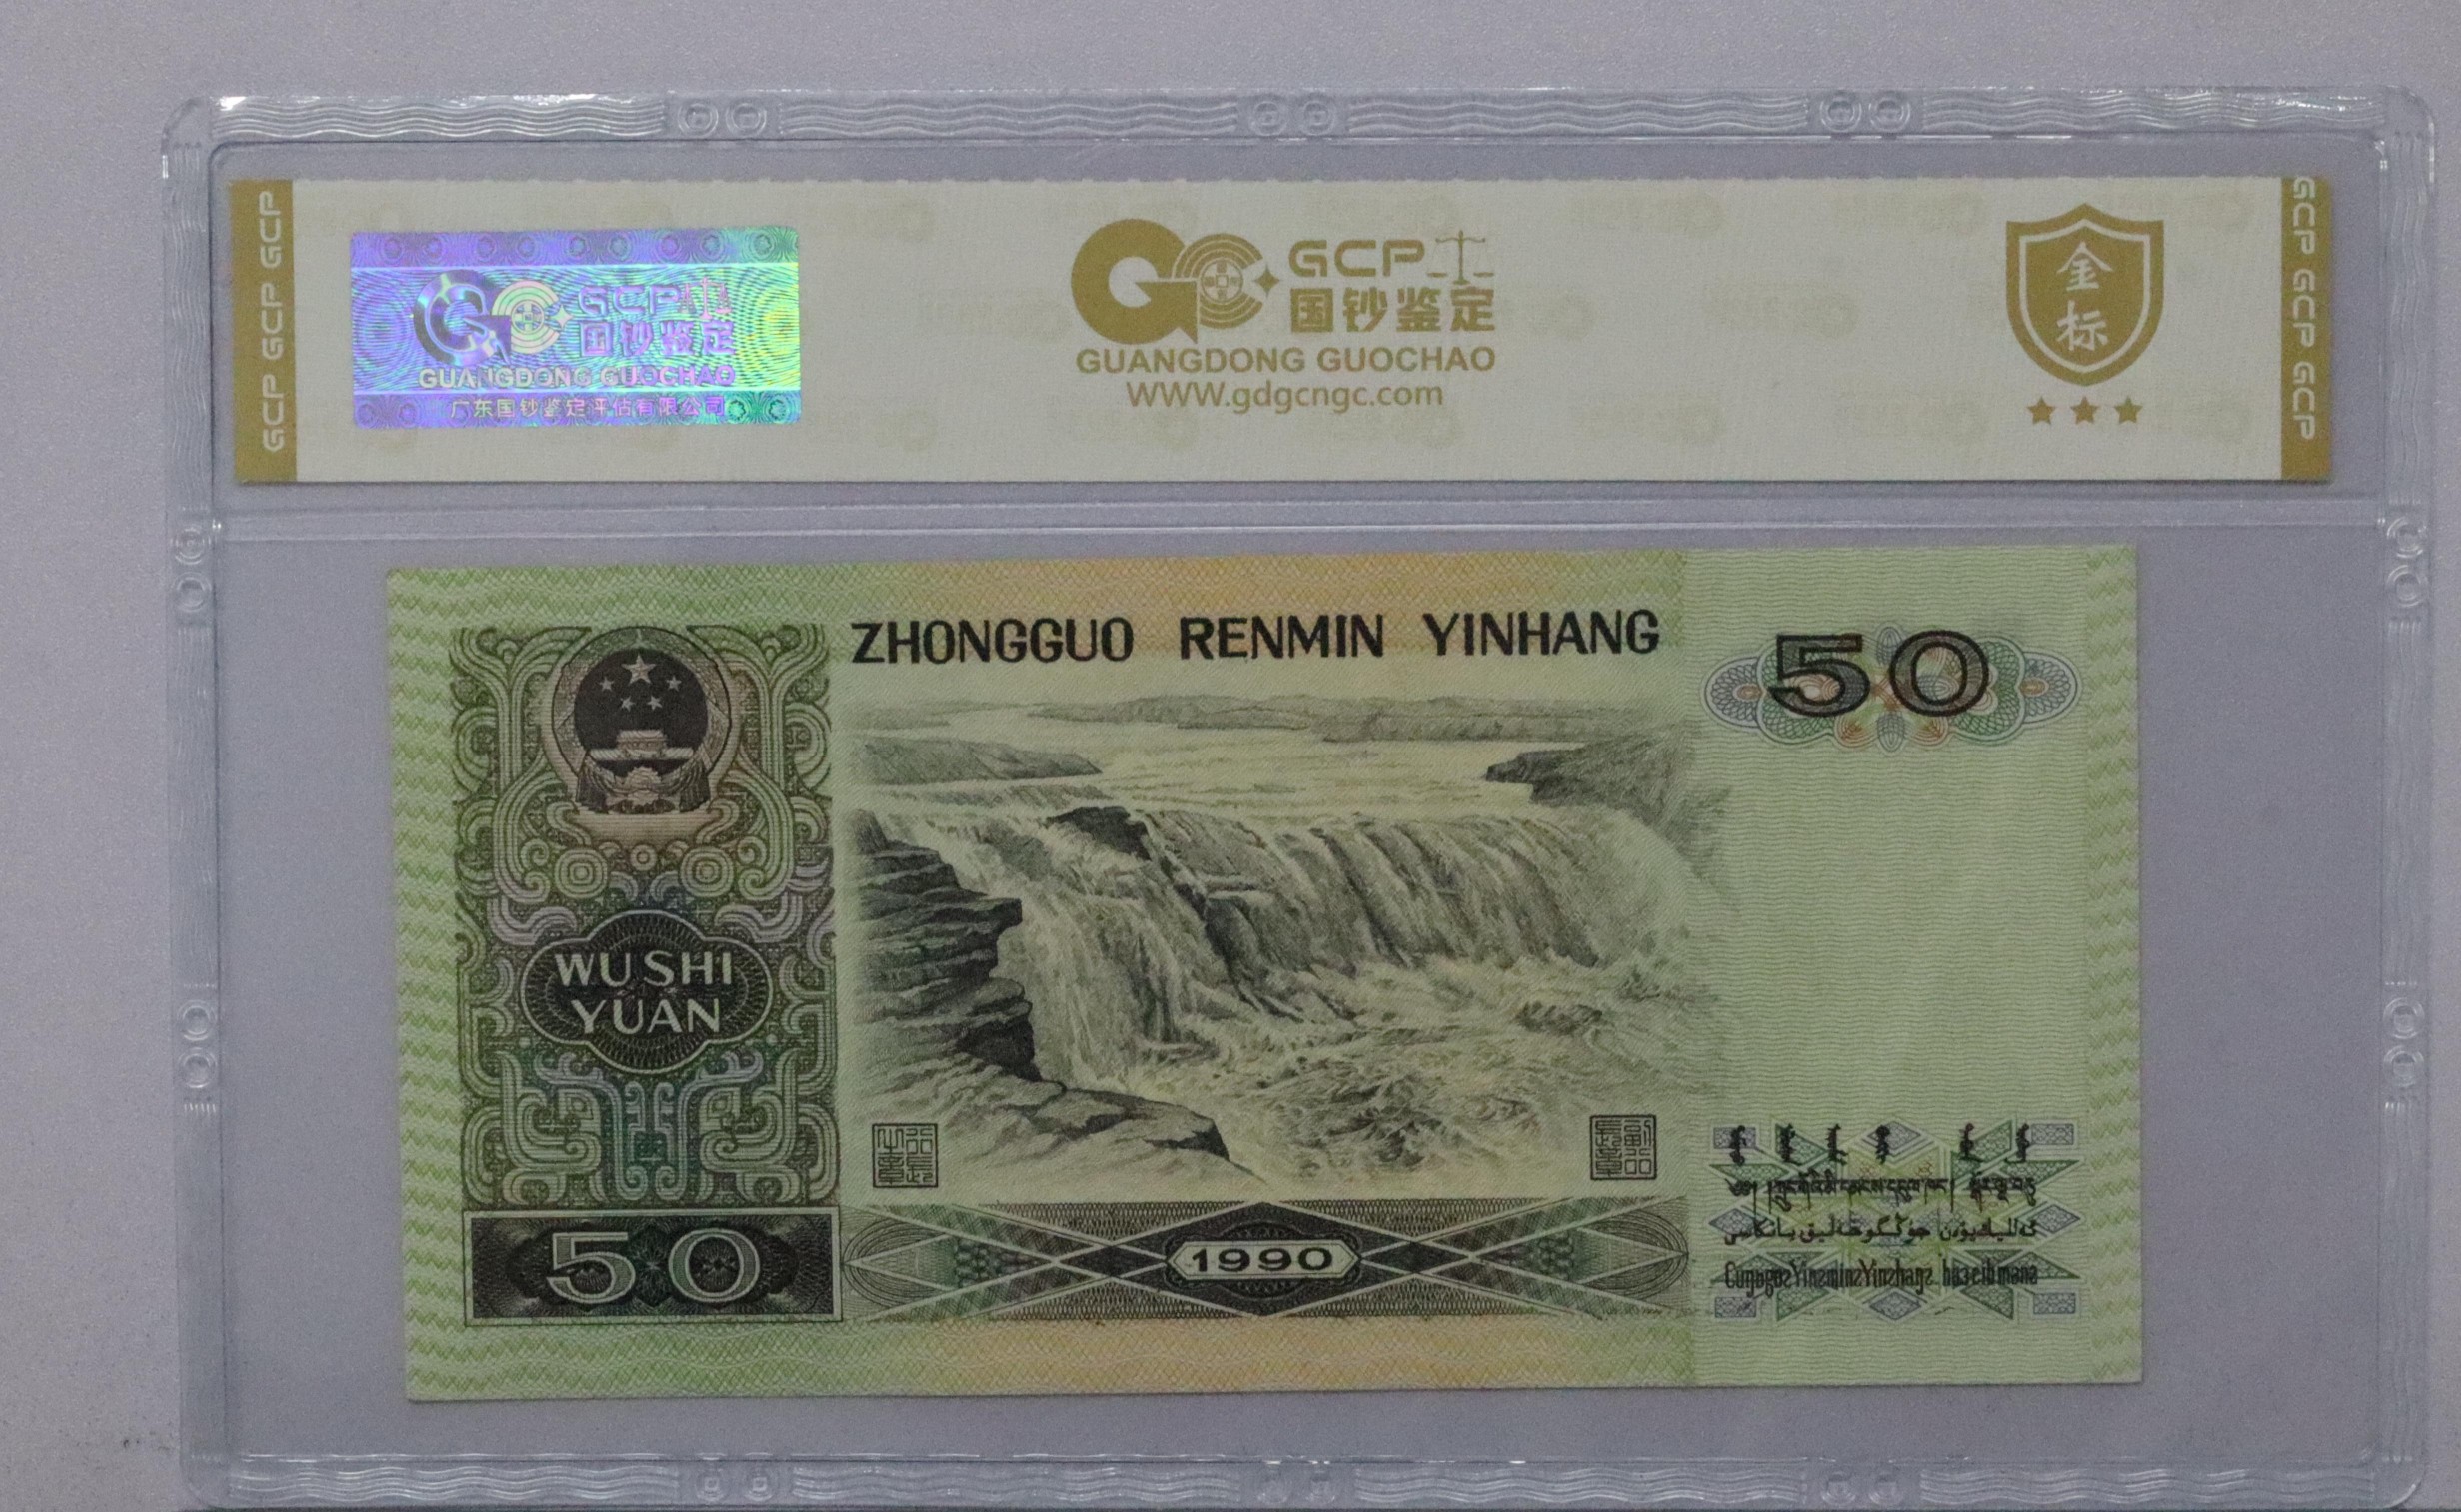 GCP GCP GCP
GCP
国钞鉴定
GUANGDONG GUOCHAO
广东国钞鉴定评估有限公司
GCP
国钞鉴定
GUANGDONG GUOCHAO
WWW.gdgcngc.com
金
标
GCP GCP GCP
ZHONGGUO RENMIN YINHANG
50
WU SHI
YUAN
50
1990